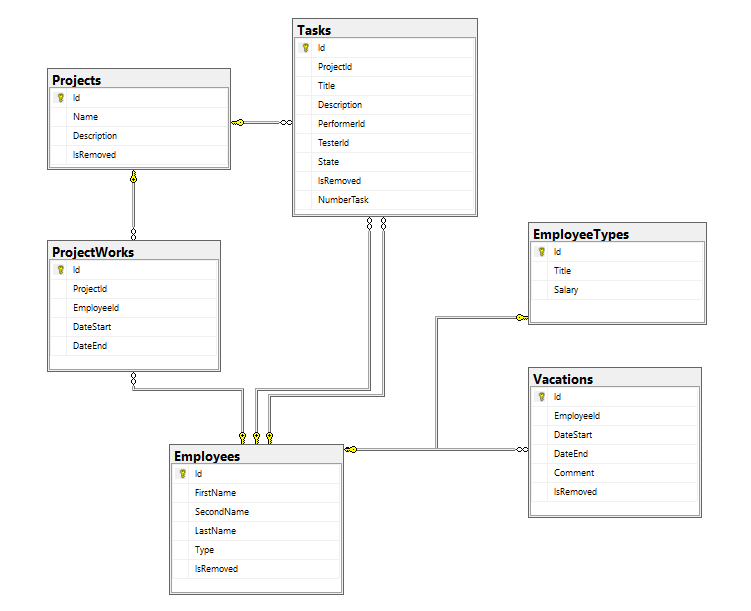 Tasks
Id
ProjectId
Title
Description
PerformerId
TesterId
State
IsRemoved
NumberTask
Projects
Id
Name
Description
IsRemoved
ProjectWorks
Id
ProjectId
EmployeeId
DateStart
DateEnd
EmployeeTypes
Id
Title
Salary
Vacations
Id
EmployeeId
DateStart
DateEnd
Comment
IsRemoved
Employees
Id
FirstName
SecondName
LastName
Type
IsRemoved